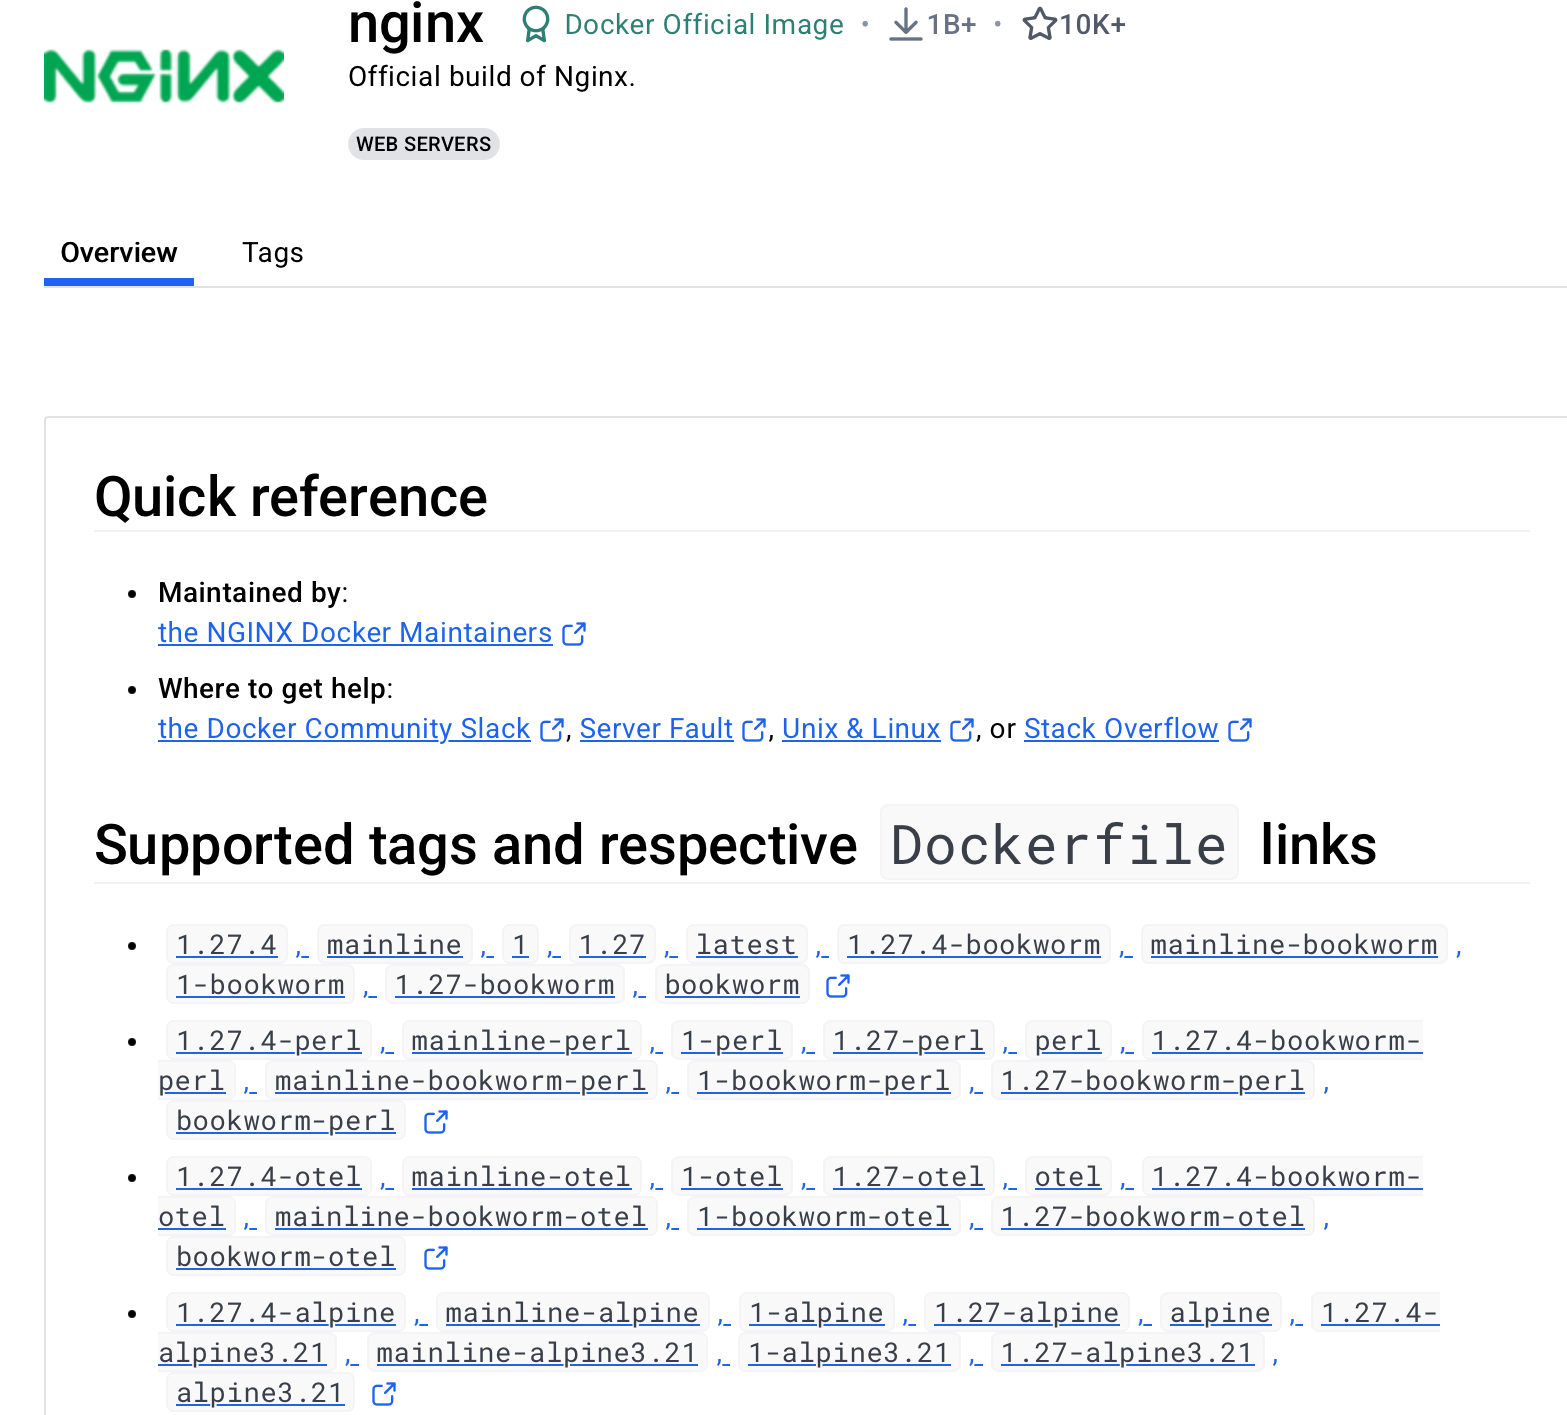 NGINX
nginx Docker Official Image • 1B+ • 10K+
Official build of Nginx.
WEB SERVERS
Overview Tags
Quick reference
• Maintained by:
the NGINX Docker Maintainers
• Where to get help:
the Docker Community Slack, Server Fault, Unix & Linux, or Stack Overflow
Supported tags and respective Dockerfile links
• 1.27.4, mainline, 1, 1.27, latest, 1.27.4-bookworm, mainline-bookworm,
1-bookworm, 1.27-bookworm, bookworm
• 1.27.4-perl, mainline-perl, 1-perl, 1.27-perl, perl, 1.27.4-bookworm-
perl, mainline-bookworm-perl, 1-bookworm-perl, 1.27-bookworm-perl,
bookworm-perl
• 1.27.4-otel, mainline-otel, 1-otel, 1.27-otel, otel, 1.27.4-bookworm-
otel, mainline-bookworm-otel, 1-bookworm-otel, 1.27-bookworm-otel,
bookworm-otel
• 1.27.4-alpine, mainline-alpine, 1-alpine, 1.27-alpine, alpine, 1.27.4-
alpine3.21, mainline-alpine3.21, 1-alpine3.21, 1.27-alpine3.21,
alpine3.21